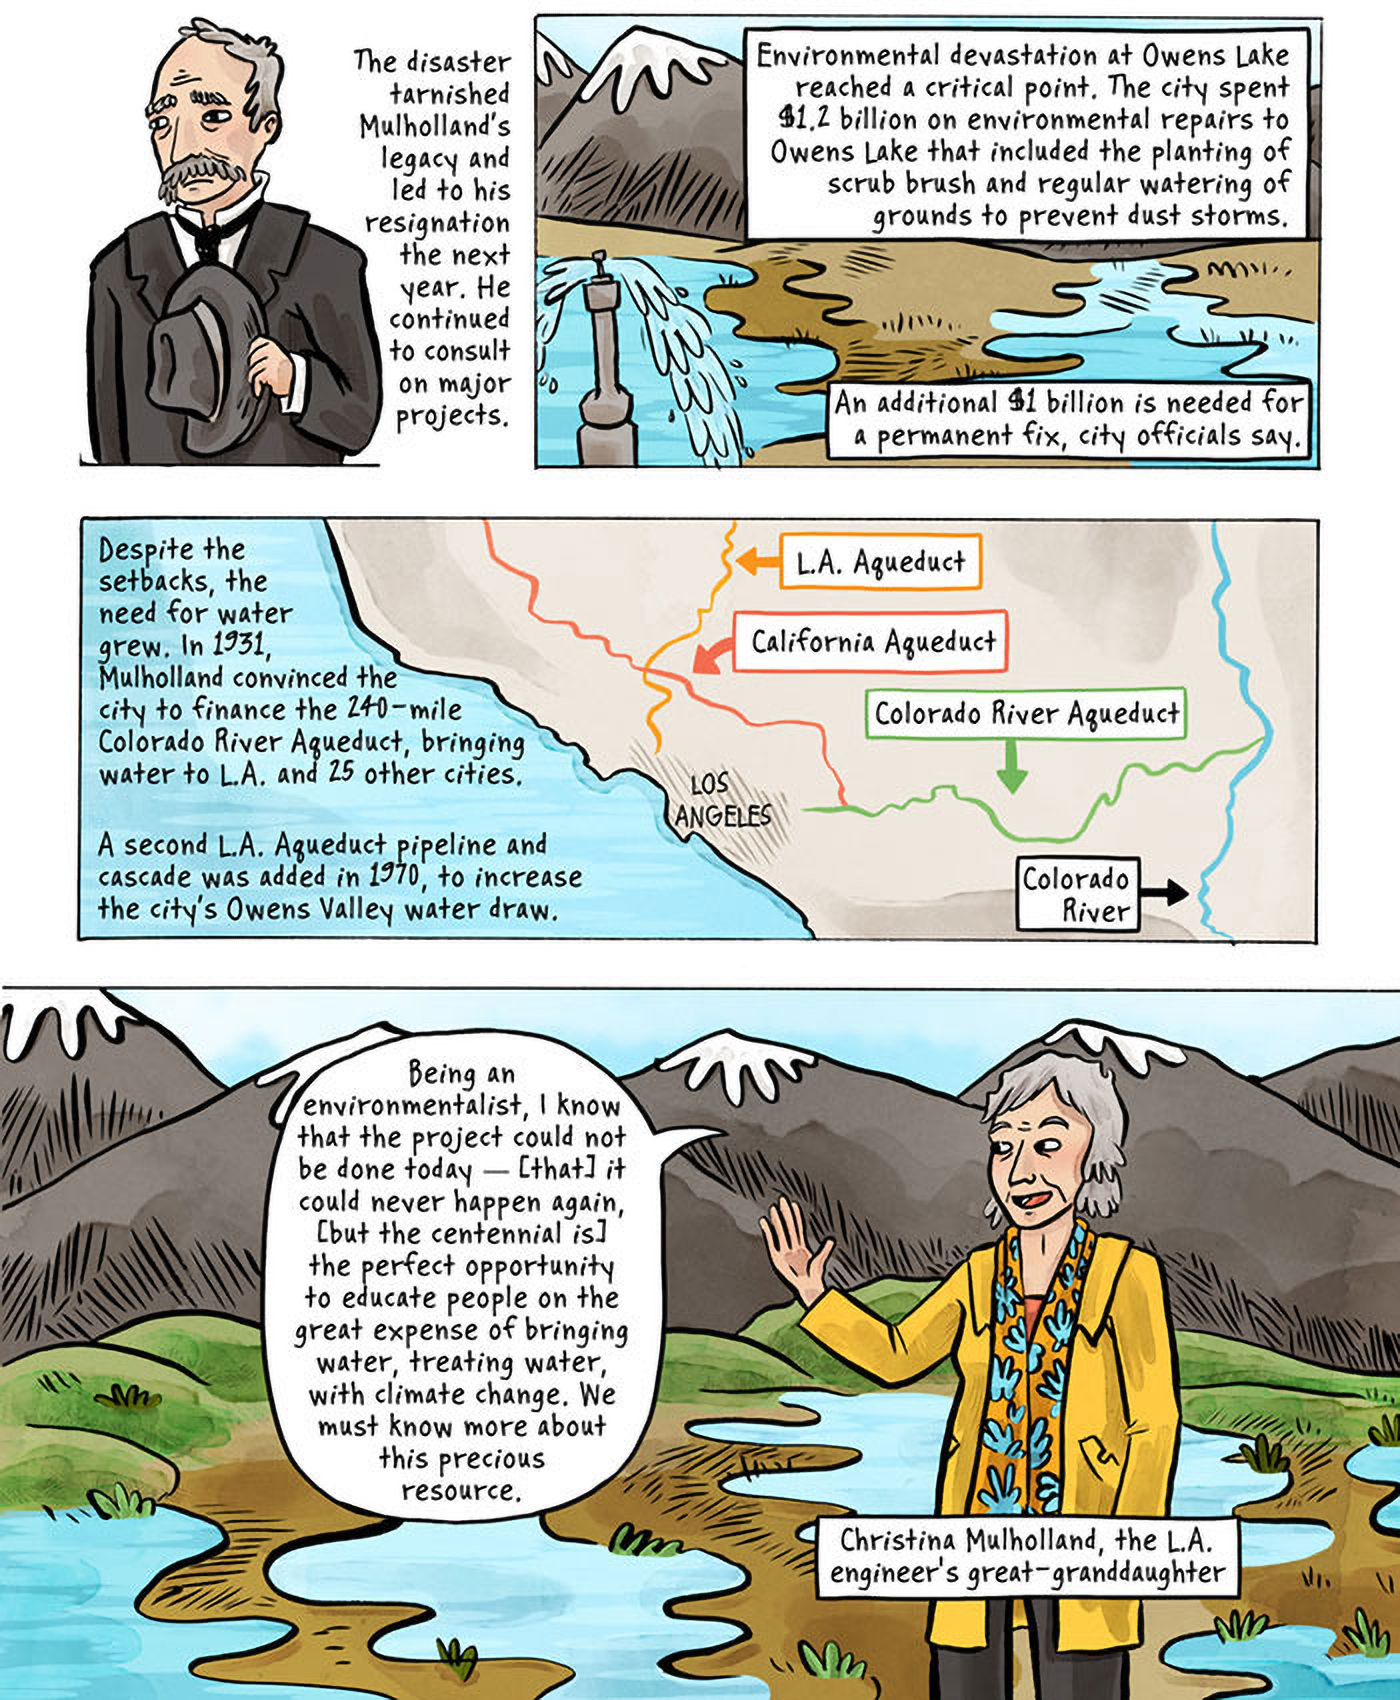 The disaster
tarnished
Mulholland's
legacy and
led to his
resignation
the next
year. He
continued
to consult
on major
projects.
Environmental devastation at Owens Lake
reached a critical point. The city spent
$1.2 billion on environmental repairs to
Owens Lake that included the planting of
scrub brush and regular watering of
grounds to prevent dust storms.
An additional $1 billion is needed for
a permanent fix, city officials say.
Despite the
setbacks, the
need for water
grew. In 1931,
Mulholland convinced the
city to finance the 240-mile
Colorado River Aqueduct, bringing
water to L.A. and 25 other cities.
A second L.A. Aqueduct pipeline and
cascade was added in 1970, to increase
the city's Owens Valley water draw.
L.A. Aqueduct
California Aqueduct
Colorado River Aqueduct
LOS
ANGELES
Colorado
River
Being an
environmentalist, I know
that the project could not
be done today — [that] it
could never happen again,
[but the centennial is]
the perfect opportunity
to educate people on the
great expense of bringing
water, treating water,
with climate change. We
must know more about
this precious
resource.
Christina Mulholland, the L.A.
engineer's great-granddaughter